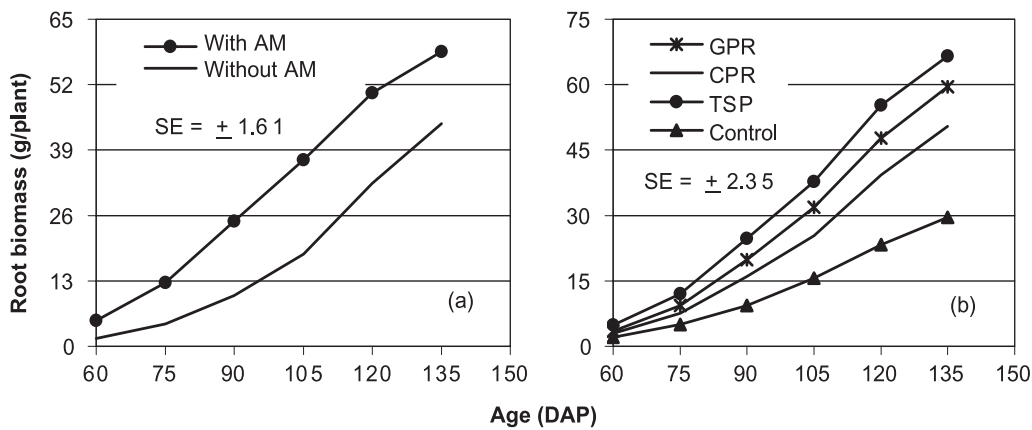 Root biomass (g/plant)
65
52
39
26
13
0
With AM
Without AM
SE = ± 1.61
(a)
60 75 90 105 120 135 150
75
60
45
30
15
0
GPR
CPR
TSP
Control
SE = ± 2.35
(b)
60 75 90 105 120 135 150
Age (DAP)